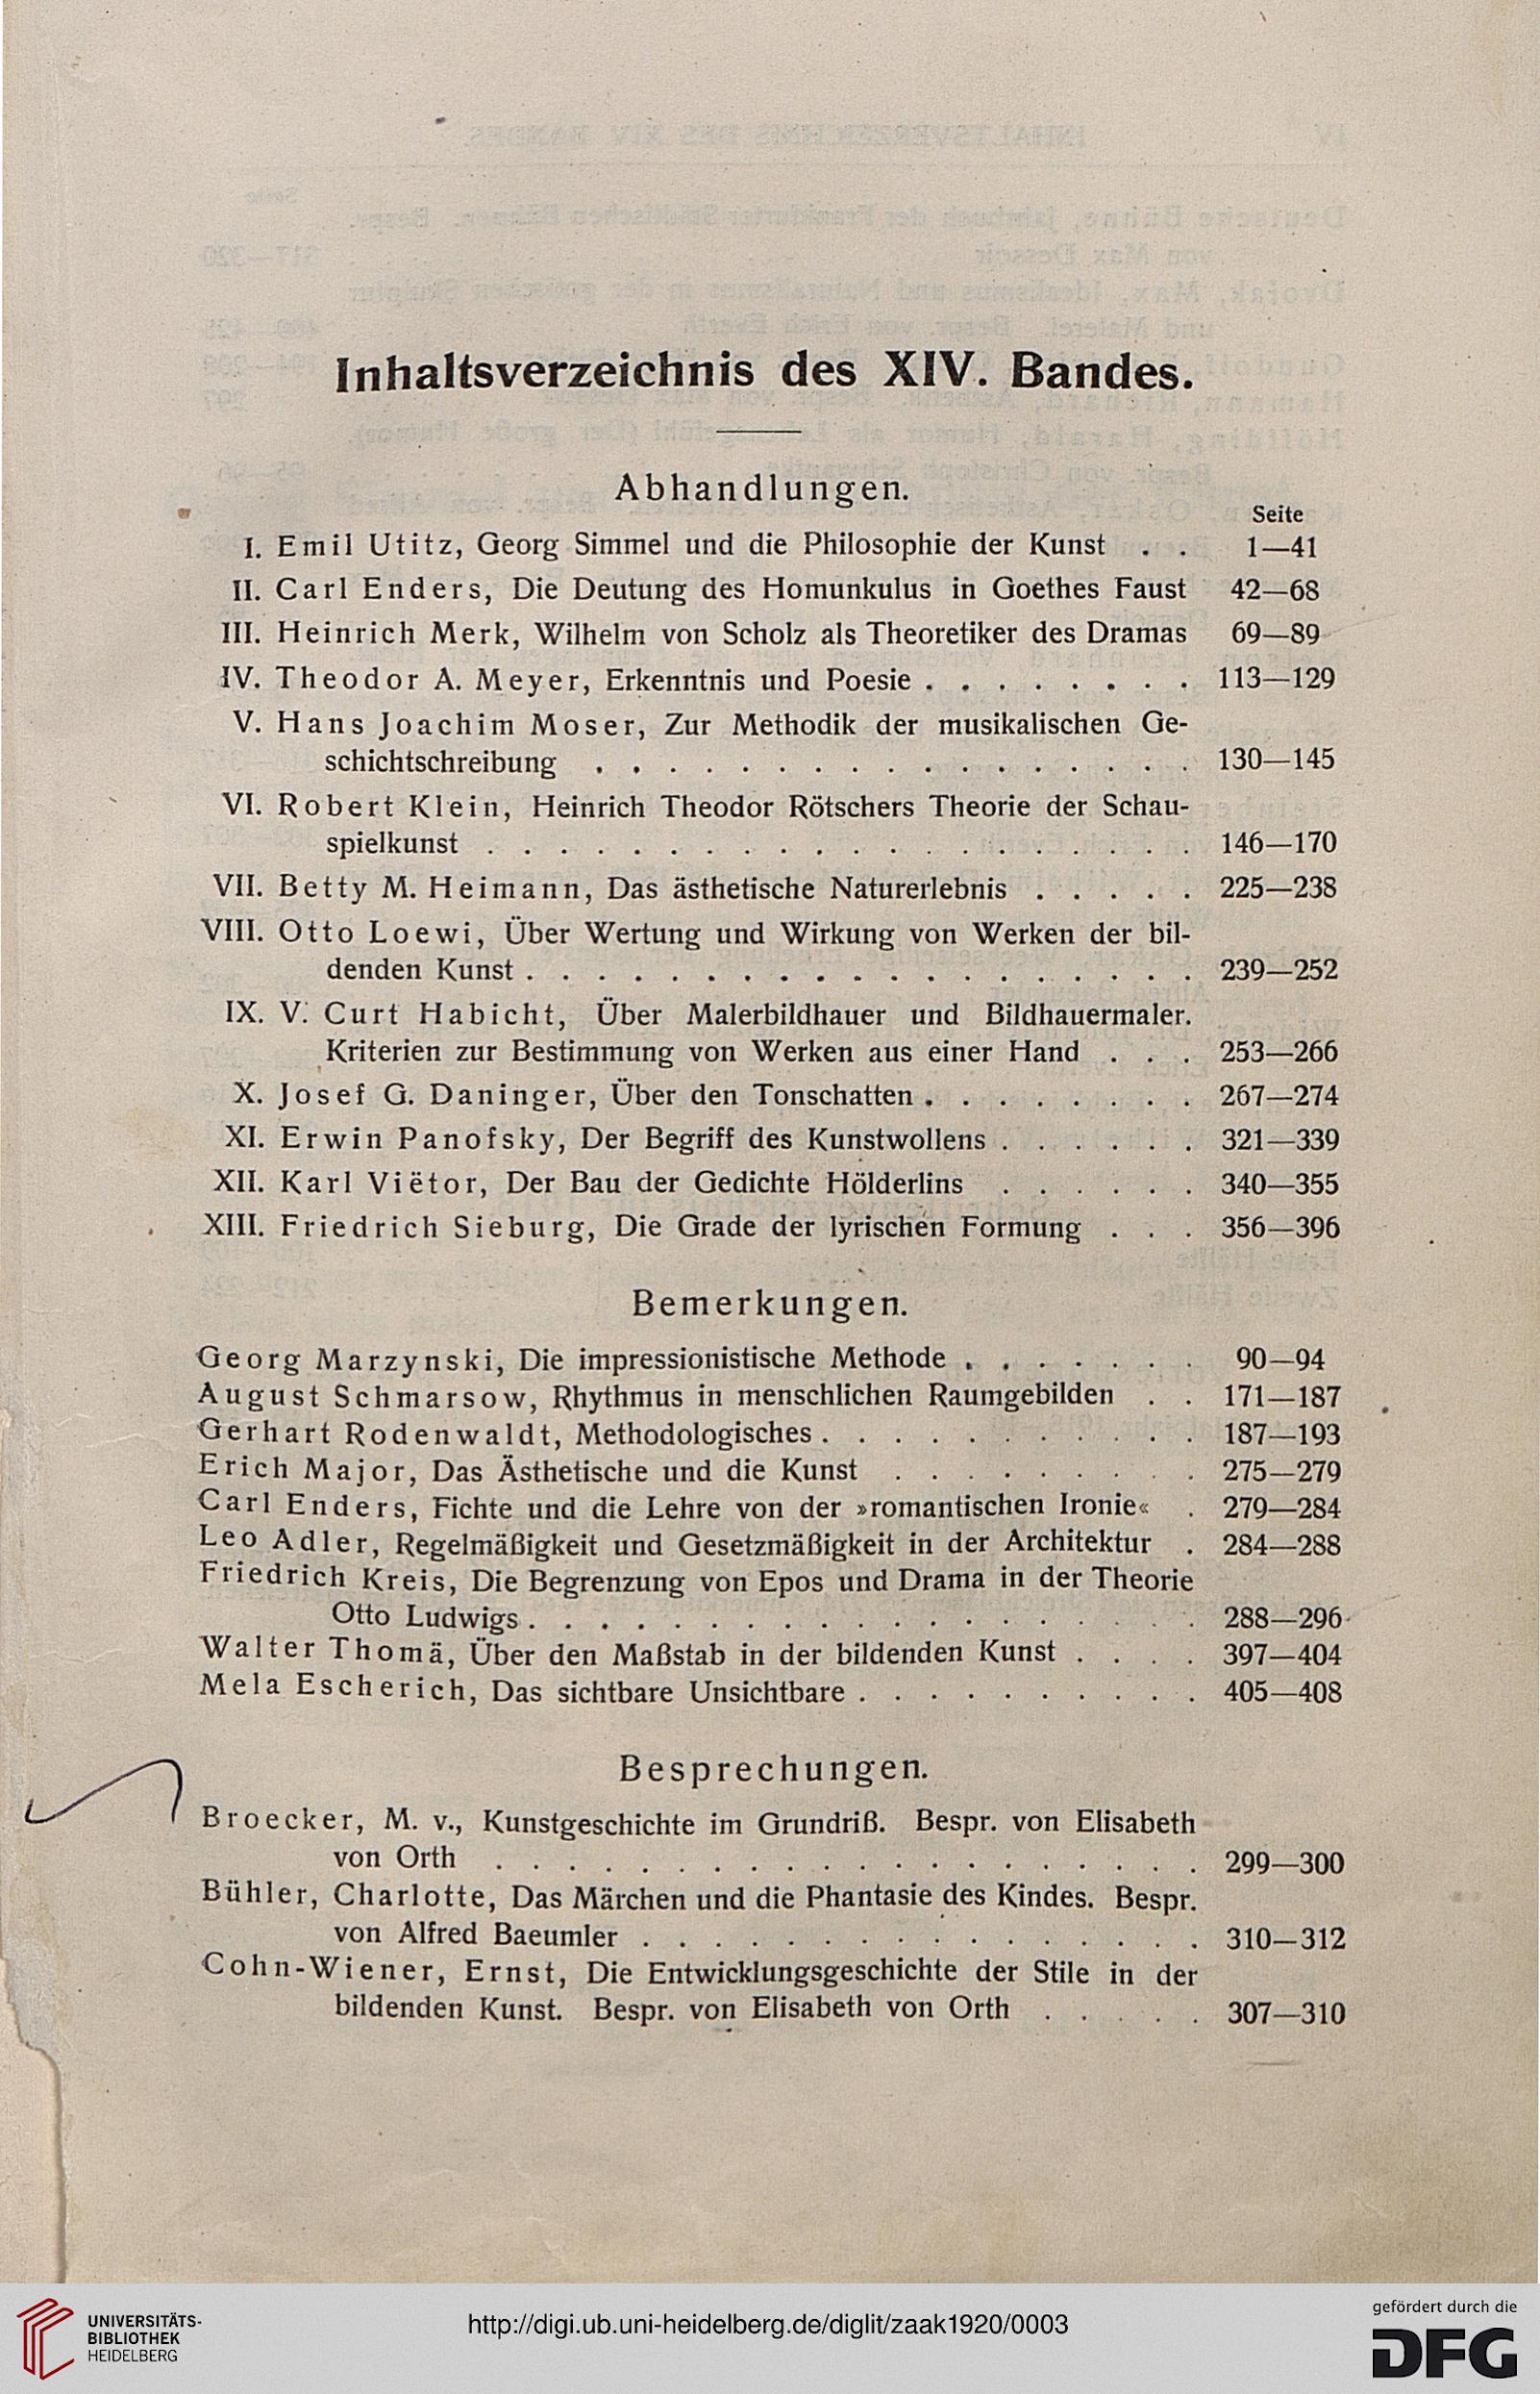 Inhaltsverzeichnis des XIV. Bandes.
Abhandlungen.
Seite
I. Emil Utitz, Georg Simmel und die Philosophie der Kunst . . 1—41
II. Carl Enders, Die Deutung des Homunkulus in Goethes Faust 42—68
III. Heinrich Merk, Wilhelm von Scholz als Theoretiker des Dramas 69—89
IV. Theodor A. Meyer, Erkenntnis und Poesie . . . . . . . . 113—129
V. Hans Joachim Moser, Zur Methodik der musikalischen Ge-
schichtschreibung . . . . . . . . . . . . . . . . . 130—145
VI. Robert Klein, Heinrich Theodor Rötschers Theorie der Schau-
spielkunst . . . . . . . . . . . . . . . . . . . . 146—170
VII. Betty M. Heimann, Das ästhetische Naturerlebnis . . . . . 225—238
VIII. Otto Loewi, Über Wertung und Wirkung von Werken der bil-
denden Kunst . . . . . . . . . . . . . . . . . . . 239—252
IX. V. Curt Habicht, Über Malerbildhauer und Bildhauermaler.
Kriterien zur Bestimmung von Werken aus einer Hand . . . 253—266
X. Josef G. Daninger, Über den Tonschatten . . . . . . . . 267—274
XI. Erwin Panofsky, Der Begriff des Kunstwollens . . . . . . 321—339
XII. Karl Viëtor, Der Bau der Gedichte Hölderlins . . . . . . 340—355
XIII. Friedrich Sieburg, Die Grade der lyrischen Formung . . . 356—396
Bemerkungen.
Georg Marzynski, Die impressionistische Methode . . . . . . . 90—94
August Schmarsow, Rhythmus in menschlichen Raumgebilden . . 171—187
Gerhart Rodenwaldt, Methodologisches . . . . . . . . . . . 187—193
Erich Major, Das Ästhetische und die Kunst . . . . . . . . . 275—279
Carl Enders, Fichte und die Lehre von der »romantischen Ironie« . 279—284
Leo Adler, Regelmäßigkeit und Gesetzmäßigkeit in der Architektur . 284—288
Friedrich Kreis, Die Begrenzung von Epos und Drama in der Theorie
Otto Ludwigs . . . . . . . . . . . . . . . . . . . 288—296
Walter Thomä, Über den Maßstab in der bildenden Kunst . . . . 397—404
Mela Escherich, Das sichtbare Unsichtbare . . . . . . . . . . 405—408
Besprechungen.
Broecker, M. v., Kunstgeschichte im Grundriß. Bespr. von Elisabeth
von Orth . . . . . . . . . . . . . . . . . . . . 299—300
Bühler, Charlotte, Das Märchen und die Phantasie des Kindes. Bespr.
von Alfred Baeumler . . . . . . . . . . . . . . . . 310—312
Cohn-Wiener, Ernst, Die Entwicklungsgeschichte der Stile in der
bildenden Kunst. Bespr. von Elisabeth von Orth . . . . . 307—310
UNIVERSITÄTS-
BIBLIOTHEK
HEIDELBERG
http://digi.ub.uni-heidelberg.de/diglit/zaak1920/0003
gefördert durch die
DFG